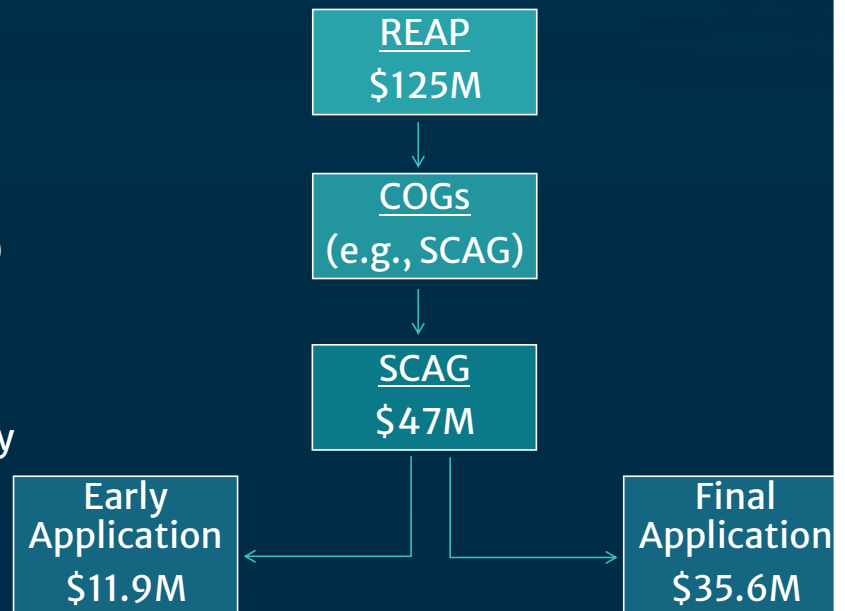 REAP
$125M
COGs
(e.g., SCAG)
)
SCAG
$47M
y
Early
Application
$11.9M
Final
Application
$35.6M